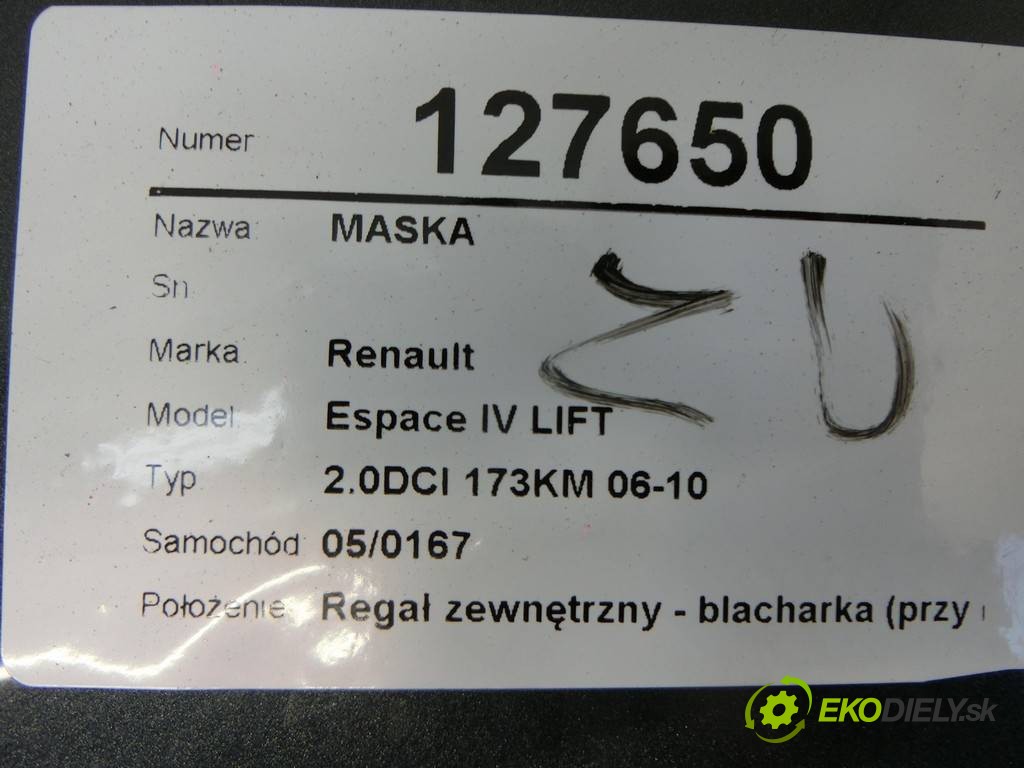 Numer 127650
Nazwa: MASKA
Sn
Marka: Renault
Model: Espace IV LIFT
Typ 2.0DCI 173KM 06-10
Samochód 05/0167
Położenie: Regał zewnętrzny - blacharka (przy
ZU
EKODIELY.sk